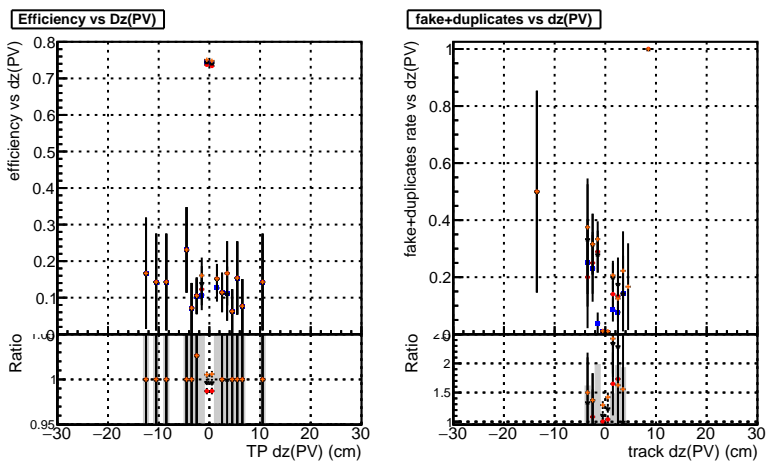 Efficiency vs Dz(PV)
efficiency vs dz(PV)
0.8
0.7
0.6
0.5
0.4
0.3
0.2
0.1
0
Ratio
1
0.95
−30 −20 −10 0 10 20 30
TP dz(PV) (cm)
fake+duplicates vs dz(PV)
fake+duplicates rate vs dz(PV)
1
0.8
0.6
0.4
0.2
0
Ratio
2
1.5
1
−30 −20 −10 0 10 20 30
track dz(PV) (cm)